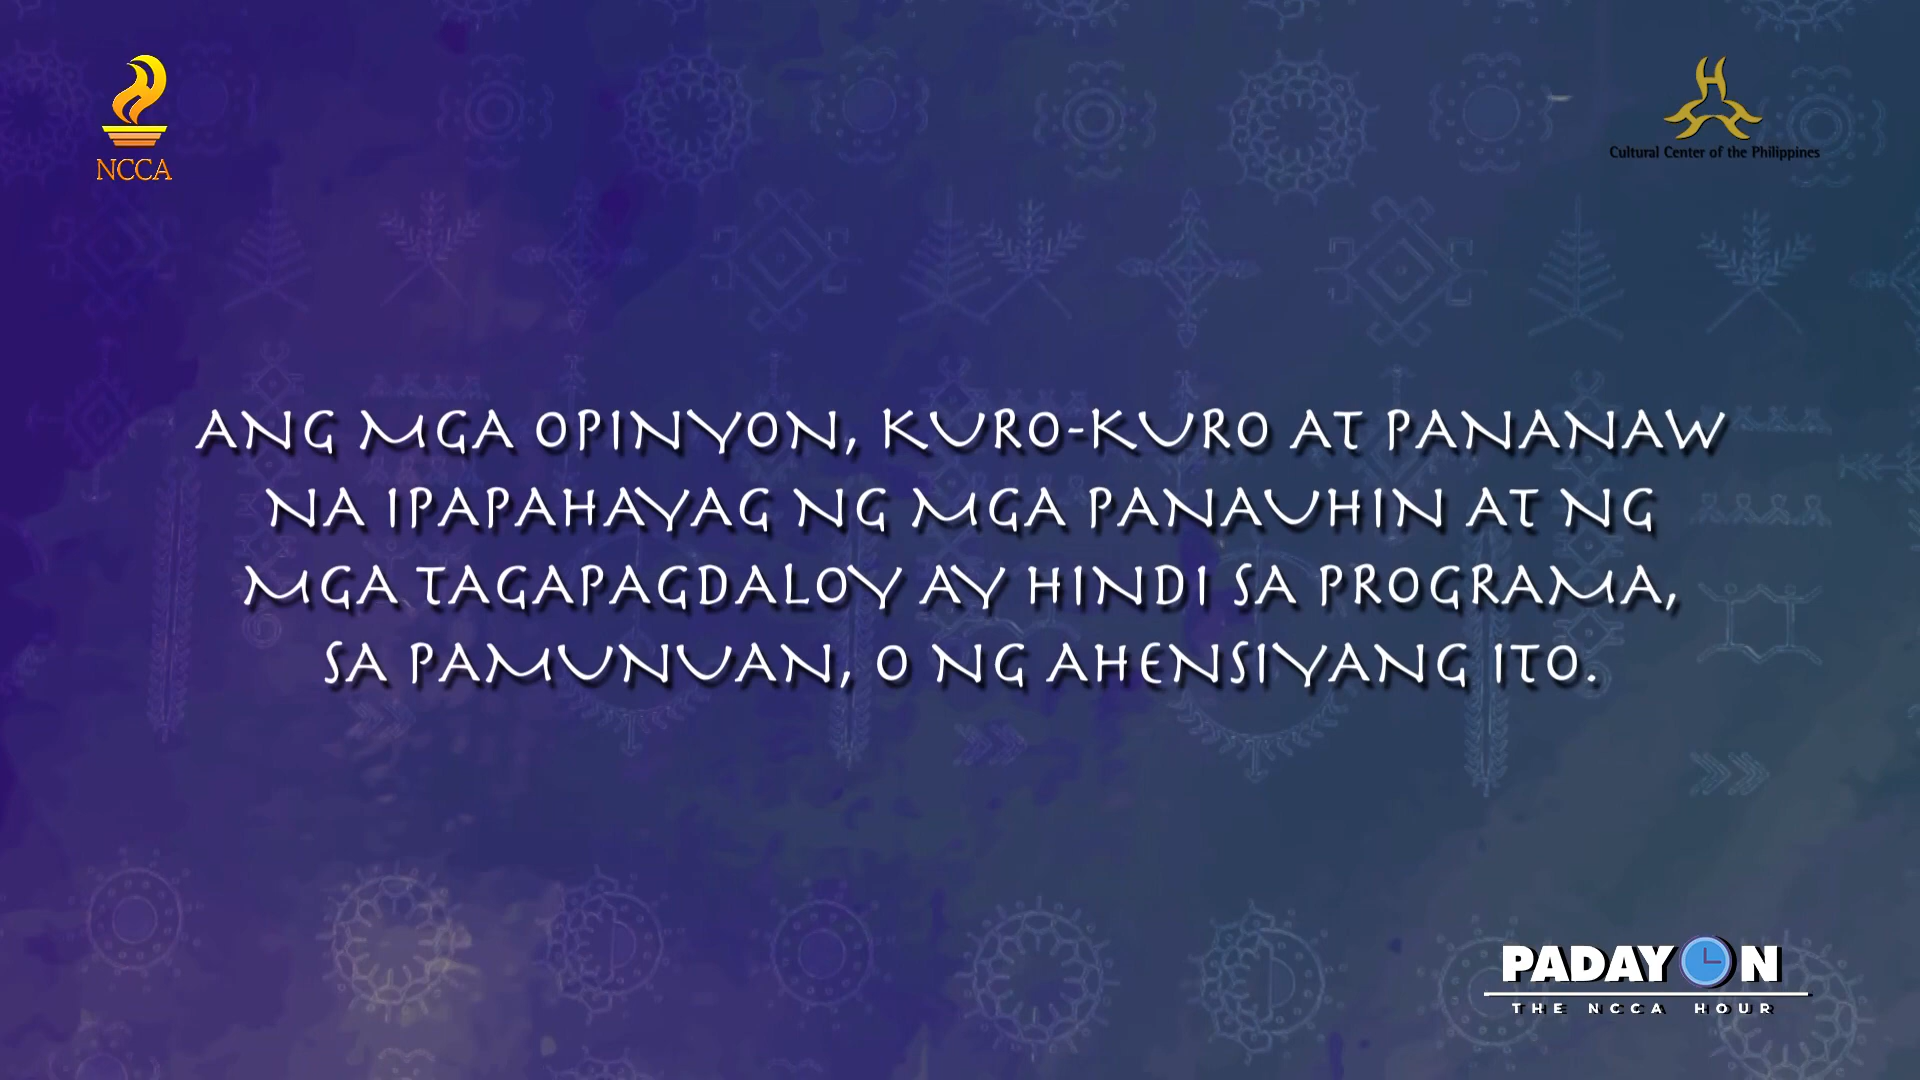 NCCA
Cultural Center of the Philippines
ANG MGA OPINYON, KURO-KURO AT PANANAW
NA IPAPAHAYAG NG MGA PANAUHIN AT NG
MGA TAGAPAGDALOY AY HINDI SA PROGRAMA,
SA PAMUNUAN, O NG AHENSIYANG ITO.
PADAYON
THE NCCA HOUR